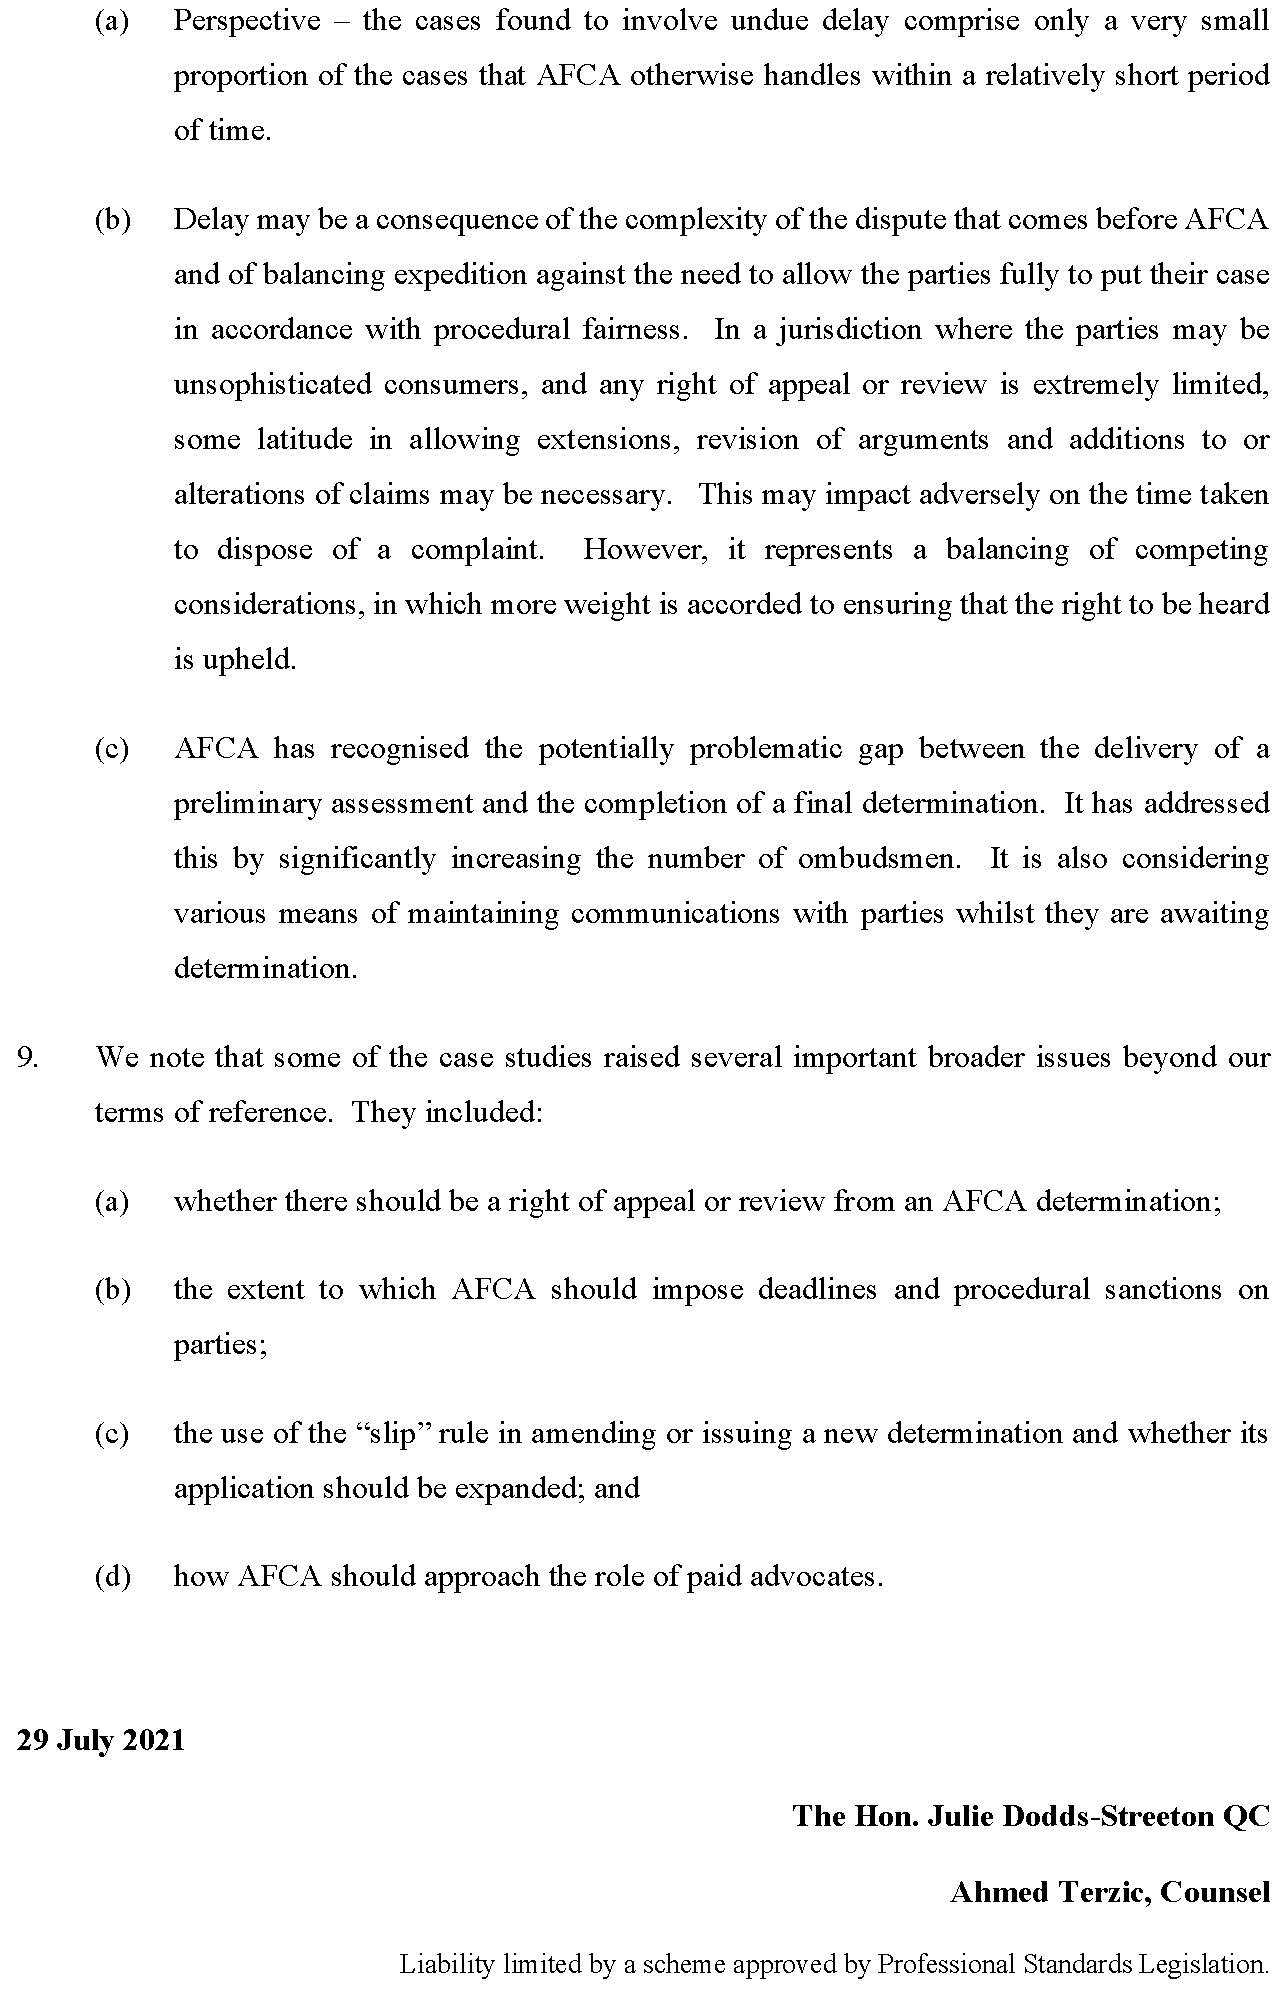 (a) Perspective – the cases found to involve undue delay comprise only a very small
proportion of the cases that AFCA otherwise handles within a relatively short period
of time.
(b) Delay may be a consequence of the complexity of the dispute that comes before AFCA
and of balancing expedition against the need to allow the parties fully to put their case
in accordance with procedural fairness. In a jurisdiction where the parties may be
unsophisticated consumers, and any right of appeal or review is extremely limited,
some latitude in allowing extensions, revision of arguments and additions to or
alterations of claims may be necessary. This may impact adversely on the time taken
to dispose of a complaint. However, it represents a balancing of competing
considerations, in which more weight is accorded to ensuring that the right to be heard
is upheld.
(c) AFCA has recognised the potentially problematic gap between the delivery of a
preliminary assessment and the completion of a final determination. It has addressed
this by significantly increasing the number of ombudsmen. It is also considering
various means of maintaining communications with parties whilst they are awaiting
determination.
9. We note that some of the case studies raised several important broader issues beyond our
terms of reference. They included:
(a) whether there should be a right of appeal or review from an AFCA determination;
(b) the extent to which AFCA should impose deadlines and procedural sanctions on
parties;
(c) the use of the “slip” rule in amending or issuing a new determination and whether its
application should be expanded; and
(d) how AFCA should approach the role of paid advocates.
29 July 2021
The Hon. Julie Dodds-Streeton QC
Ahmed Terzic, Counsel
Liability limited by a scheme approved by Professional Standards Legislation.